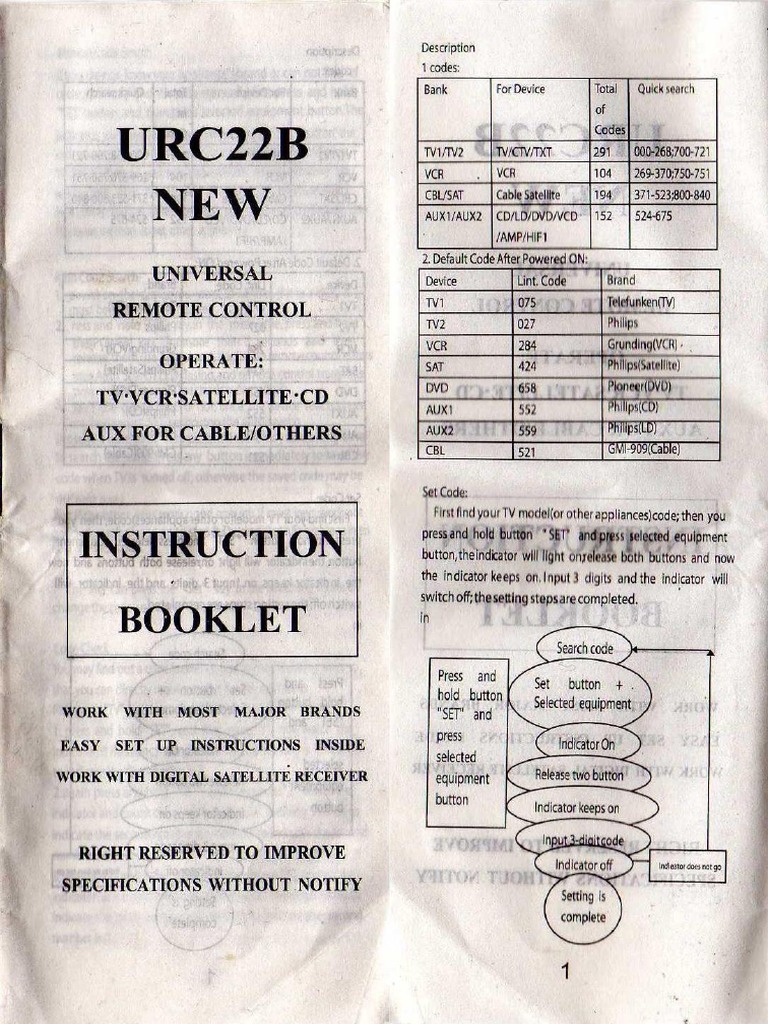 URC22B
NEW
UNIVERSAL
REMOTE CONTROL
OPERATE:
TV·VCR·SATELLITE·CD
AUX FOR CABLE/OTHERS
INSTRUCTION
BOOKLET
WORK WITH MOST MAJOR BRANDS
EASY SET UP INSTRUCTIONS INSIDE
WORK WITH DIGITAL SATELLITE RECEIVER
RIGHT RESERVED TO IMPROVE
SPECIFICATIONS WITHOUT NOTIFY
Description
1 codes:
Bank For Device Total of Codes Quick search
TV1/TV2 TV/CTV/TXT 291 000-268;700-721
VCR VCR 104 269-370;750-751
CBL/SAT Cable Satellite 194 371-523;800-840
AUX1/AUX2 CD/LD/DVD/VCD 152 524-675
/AMP/HIF1
2. Default Code After Powered ON:
Device Lint. Code Brand
TV1 075 Telefunken(TV)
TV2 027 Philips
VCR 284 Grunding(VCR)
SAT 424 Philips(Satellite)
DVD 658 Pioneer(DVD)
AUX1 552 Philips(CD)
AUX2 559 Philips(LD)
CBL 521 GMI-909(Cable)
Set Code:
First find your TV model(or other appliances)code; then you
press and hold button "SET" and press selected equipment
button,the indicator will light on,release both buttons and now
the indicator keeps on. Input 3 digits and the indicator will
switch off; the setting steps are completed.
in
Search code
Press and
hold button
"SET" and
press
selected
equipment
button
Set button +
Selected equipment
Indicator On
Release two button
Indicator keeps on
Input 3-digitcode
Indicator off
Indicator does not go
Setting is
complete
1